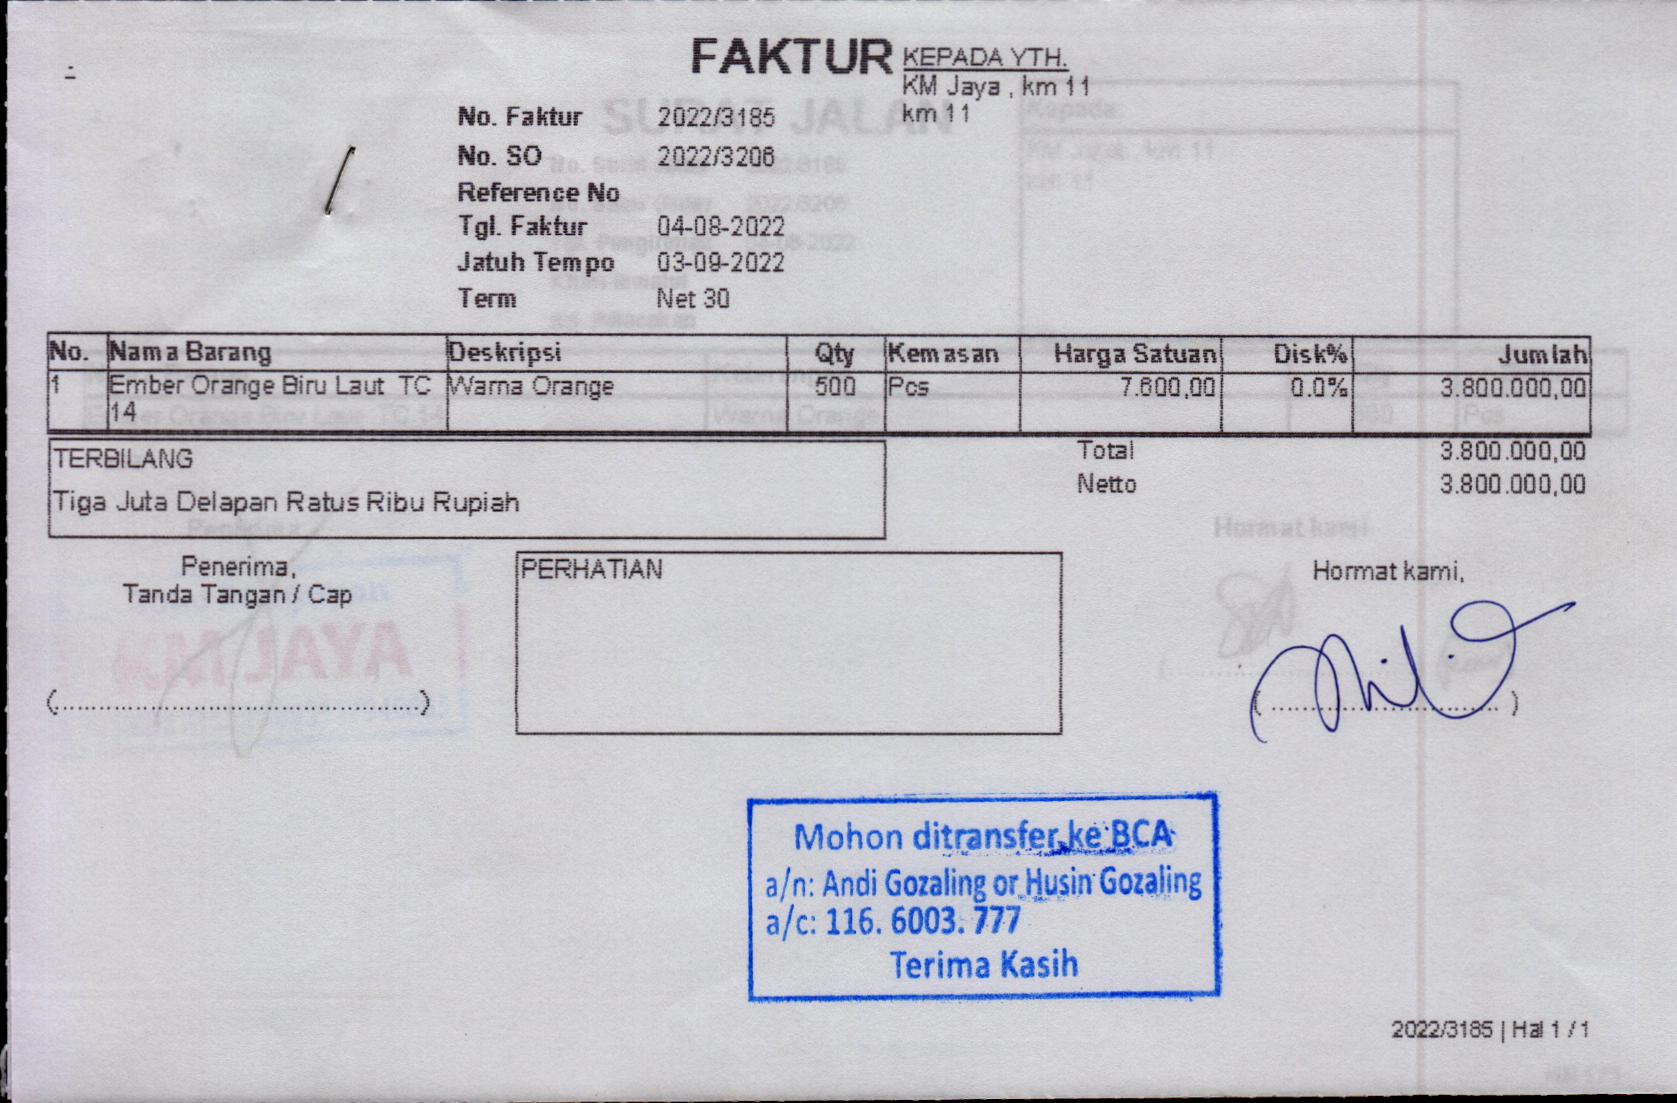 FAKTUR
KEPADA YTH.
KM Jaya , km 11
km 11
No. Faktur 2022/3185
No. SO 2022/3206
Reference No
Tgl. Faktur 04-08-2022
Jatuh Tempo 03-09-2022
Term Net 30
No. Nama Barang Deskripsi Qty Kemasan Harga Satuan Disk% Jumlah
1 Ember Orange Biru Laut TC Warna Orange 500 Pcs 7.600,00 0.0% 3.800.000,00
14
TERBILANG
Tiga Juta Delapan Ratus Ribu Rupiah
Total 3.800.000,00
Netto 3.800.000,00
Penerima,
Tanda Tangan / Cap
(..................................................)
PERHATIAN
Hormat kami,
(................................)
Mohon ditransfer ke BCA
a/n: Andi Gozaling or Husin Gozaling
a/c: 116. 6003. 777
Terima Kasih
2022/3185 | Hal 1 / 1
SURAT JALAN
Kepada
KM JAYA